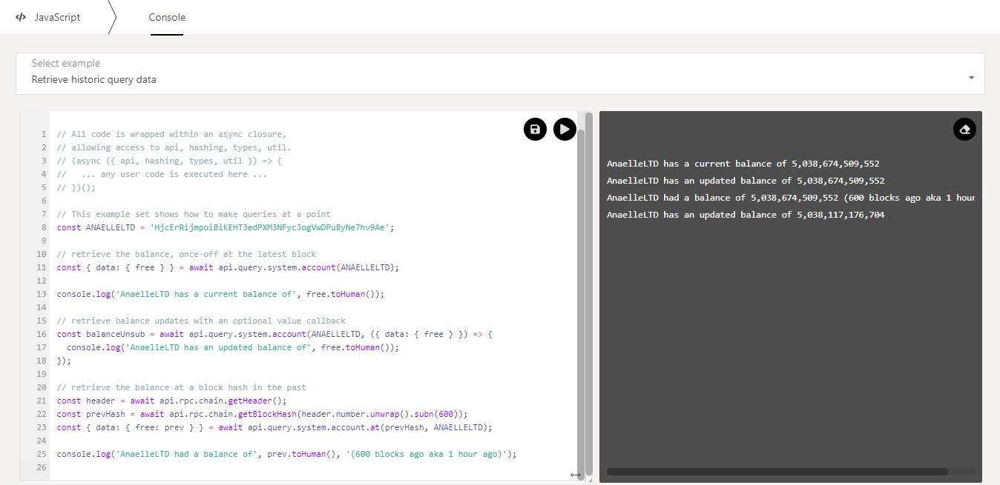 JavaScript
Console
Select example
Retrieve historic query data
1 // All code is wrapped within an async closure,
2 // allowing access to api, hashing, types, util.
3 // (async ({ api, hashing, types, util }) => {
4 //   ... any user code is executed here ...
5 // })();
6
7 // This example set shows how to make queries at a point
8 const ANAELLELTD = 'HjcErRijmpoiBiKEHT3edPXM3NFycJogVwDPuByNe7hv9Ae';
9
10 // retrieve the balance, once-off at the latest block
11 const { data: { free } } = await api.query.system.account(ANAELLELTD);
12
13 console.log('AnaelleLTD has a current balance of', free.toHuman());
14
15 // retrieve balance updates with an optional value callback
16 const balanceUnsub = await api.query.system.account(ANAELLELTD, ({ data: { free } }) => {
17   console.log('AnaelleLTD has an updated balance of', free.toHuman());
18 });
19
20 // retrieve the balance at a block hash in the past
21 const header = await api.rpc.chain.getHeader();
22 const prevHash = await api.rpc.chain.getBlockHash(header.number.unwrap().subn(600));
23 const { data: { free: prev } } = await api.query.system.account.at(prevHash, ANAELLELTD);
24
25 console.log('AnaelleLTD had a balance of', prev.toHuman(), '(600 blocks ago aka 1 hour ago)');
26
AnaelleLTD has a current balance of 5,038,674,509,552
AnaelleLTD has an updated balance of 5,038,674,509,552
AnaelleLTD had a balance of 5,038,674,509,552 (600 blocks ago aka 1 hour
AnaelleLTD has an updated balance of 5,038,117,176,704